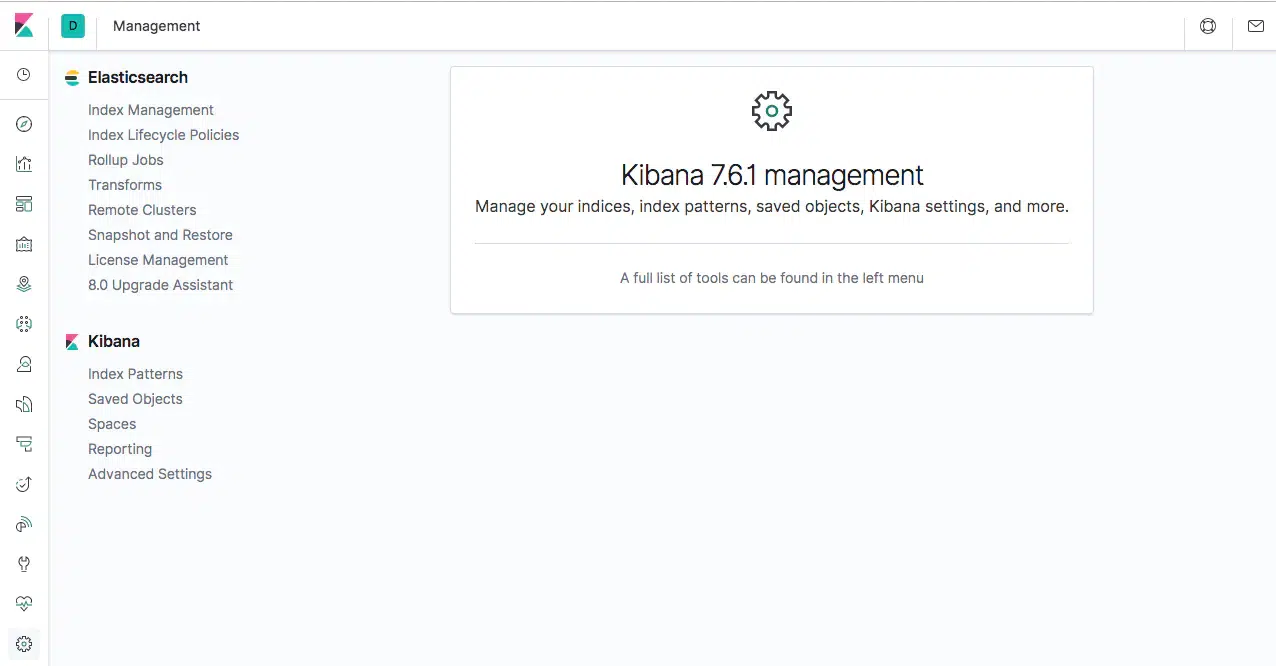 D
Management
Elasticsearch
Index Management
Index Lifecycle Policies
Rollup Jobs
Transforms
Remote Clusters
Snapshot and Restore
License Management
8.0 Upgrade Assistant
Kibana
Index Patterns
Saved Objects
Spaces
Reporting
Advanced Settings
Kibana 7.6.1 management
Manage your indices, index patterns, saved objects, Kibana settings, and more.
A full list of tools can be found in the left menu